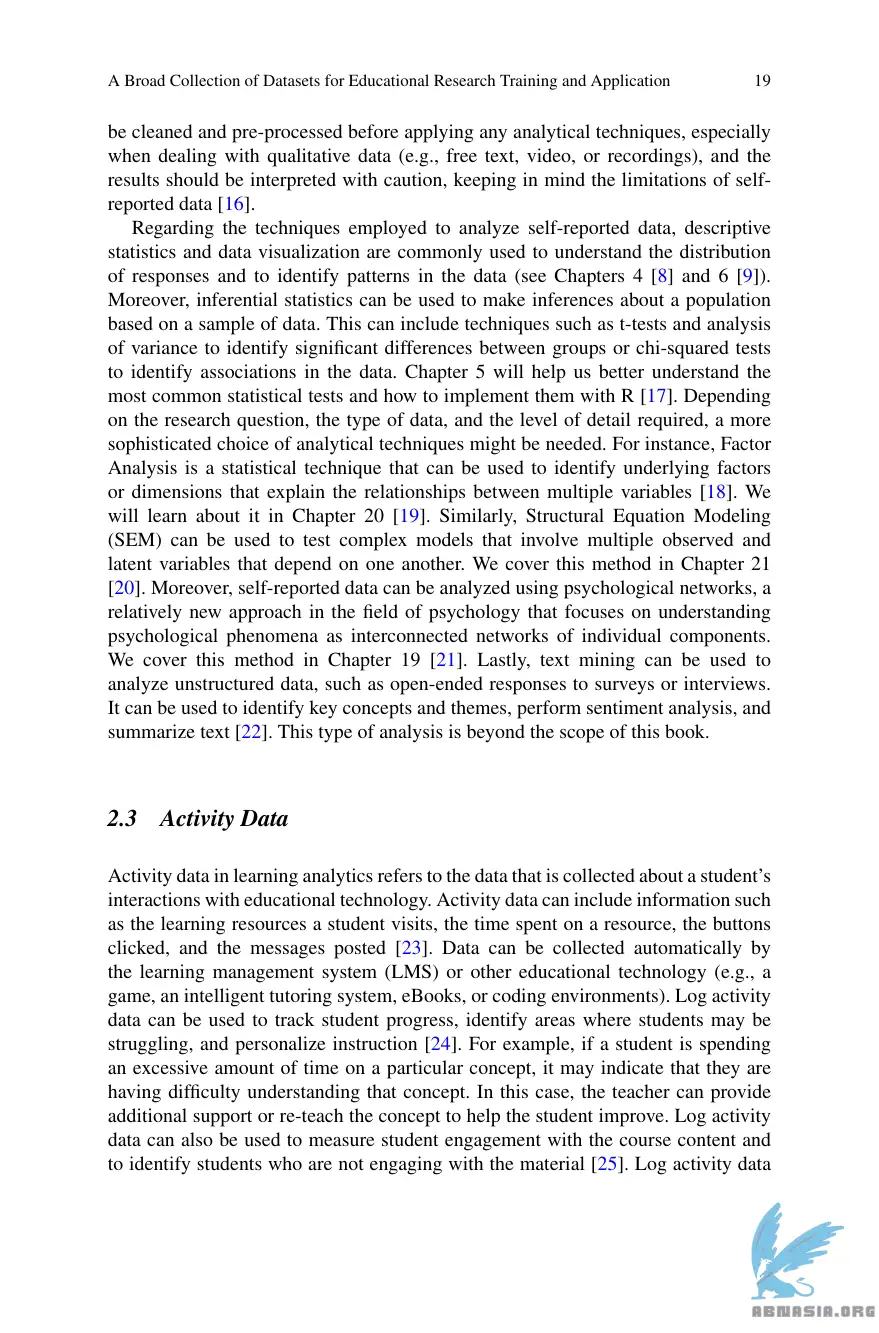 A Broad Collection of Datasets for Educational Research Training and Application 19
be cleaned and pre-processed before applying any analytical techniques, especially
when dealing with qualitative data (e.g., free text, video, or recordings), and the
results should be interpreted with caution, keeping in mind the limitations of self-
reported data [16].
Regarding the techniques employed to analyze self-reported data, descriptive
statistics and data visualization are commonly used to understand the distribution
of responses and to identify patterns in the data (see Chapters 4 [8] and 6 [9]).
Moreover, inferential statistics can be used to make inferences about a population
based on a sample of data. This can include techniques such as t-tests and analysis
of variance to identify significant differences between groups or chi-squared tests
to identify associations in the data. Chapter 5 will help us better understand the
most common statistical tests and how to implement them with R [17]. Depending
on the research question, the type of data, and the level of detail required, a more
sophisticated choice of analytical techniques might be needed. For instance, Factor
Analysis is a statistical technique that can be used to identify underlying factors
or dimensions that explain the relationships between multiple variables [18]. We
will learn about it in Chapter 20 [19]. Similarly, Structural Equation Modeling
(SEM) can be used to test complex models that involve multiple observed and
latent variables that depend on one another. We cover this method in Chapter 21
[20]. Moreover, self-reported data can be analyzed using psychological networks, a
relatively new approach in the field of psychology that focuses on understanding
psychological phenomena as interconnected networks of individual components.
We cover this method in Chapter 19 [21]. Lastly, text mining can be used to
analyze unstructured data, such as open-ended responses to surveys or interviews.
It can be used to identify key concepts and themes, perform sentiment analysis, and
summarize text [22]. This type of analysis is beyond the scope of this book.
2.3 Activity Data
Activity data in learning analytics refers to the data that is collected about a student's
interactions with educational technology. Activity data can include information such
as the learning resources a student visits, the time spent on a resource, the buttons
clicked, and the messages posted [23]. Data can be collected automatically by
the learning management system (LMS) or other educational technology (e.g., a
game, an intelligent tutoring system, eBooks, or coding environments). Log activity
data can be used to track student progress, identify areas where students may be
struggling, and personalize instruction [24]. For example, if a student is spending
an excessive amount of time on a particular concept, it may indicate that they are
having difficulty understanding that concept. In this case, the teacher can provide
additional support or re-teach the concept to help the student improve. Log activity
data can also be used to measure student engagement with the course content and
to identify students who are not engaging with the material [25]. Log activity data
ABNASIA.ORG